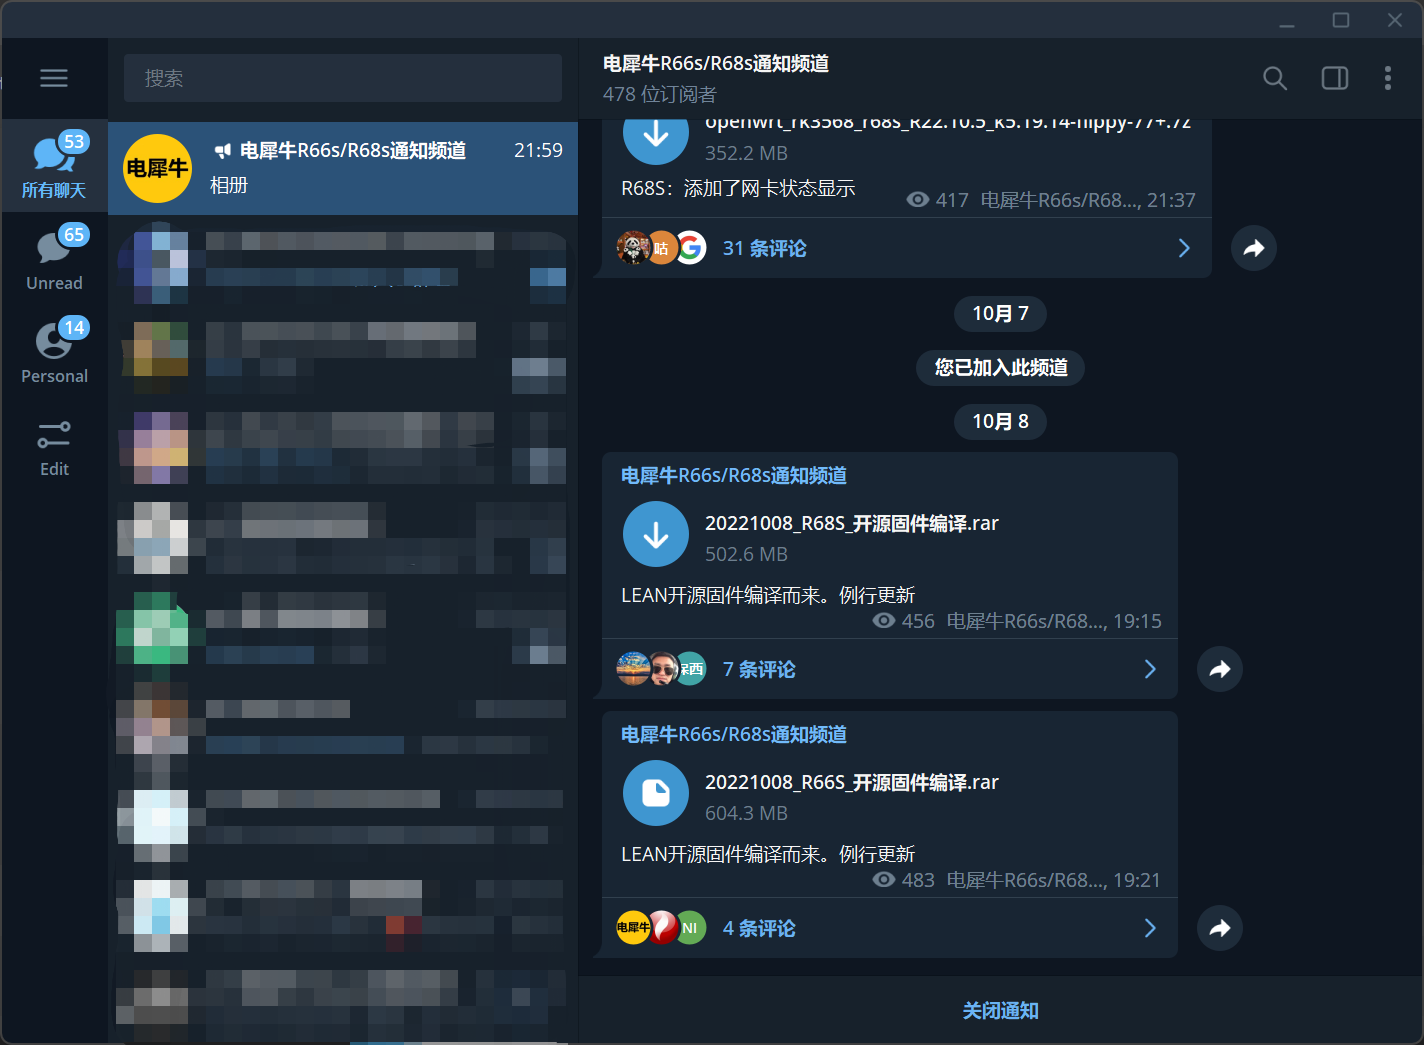 搜索
53
所有聊天
65
Unread
14
Personal
Edit
电犀牛
电犀牛R66s/R68s通知频道
21:59
相册
电犀牛R66s/R68s通知频道
478 位订阅者
openwrt_rk3568_r68s_R22.10.5_k5.19.14-flippy-77+.7z
352.2 MB
R68S：添加了网卡状态显示
417 电犀牛R66s/R68..., 21:37
咕
31 条评论
10月 7
您已加入此频道
10月 8
电犀牛R66s/R68s通知频道
20221008_R68S_开源固件编译.rar
502.6 MB
LEAN开源固件编译而来。例行更新
456 电犀牛R66s/R68..., 19:15
7 条评论
电犀牛R66s/R68s通知频道
20221008_R66S_开源固件编译.rar
604.3 MB
LEAN开源固件编译而来。例行更新
483 电犀牛R66s/R68..., 19:21
电犀牛
NI
4 条评论
关闭通知